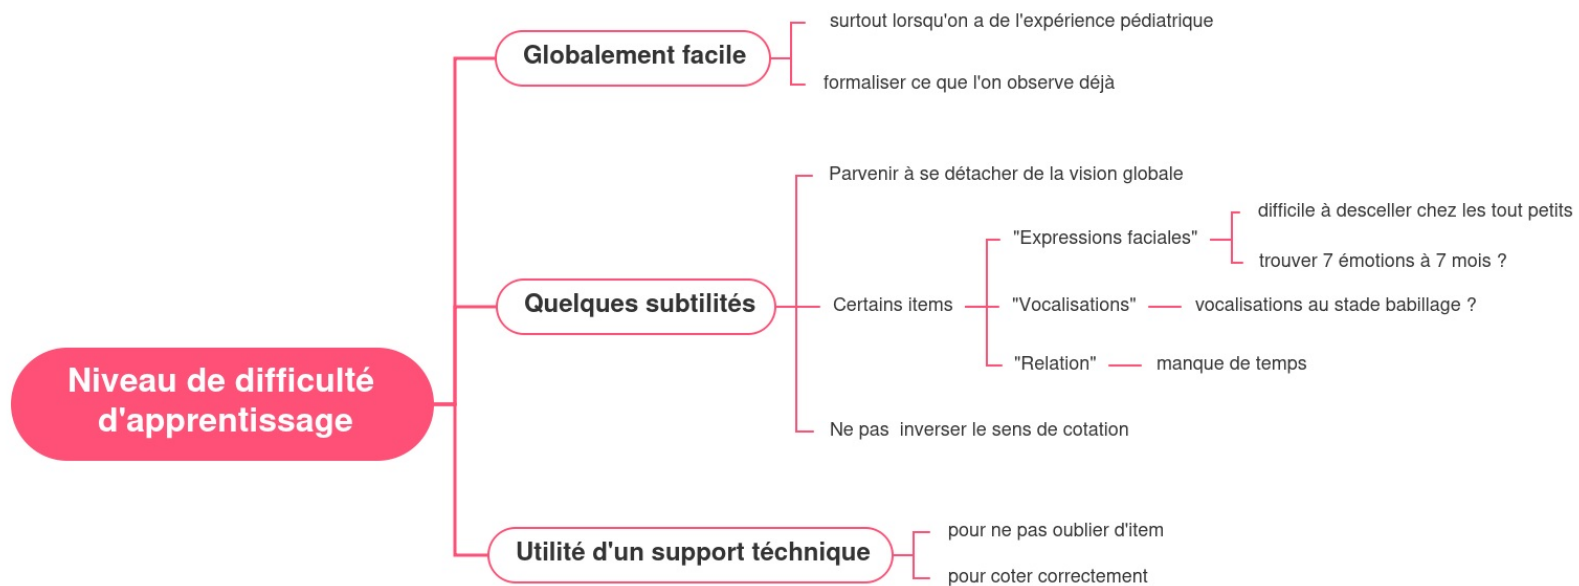 Niveau de difficulté
d'apprentissage
Globalement facile
surtout lorsqu'on a de l'expérience pédiatrique
formaliser ce que l'on observe déjà
Quelques subtilités
Parvenir à se détacher de la vision globale
Certains items
"Expressions faciales"
difficile à desceller chez les tout petits
trouver 7 émotions à 7 mois ?
"Vocalisations"
vocalisations au stade babillage ?
"Relation"
manque de temps
Ne pas  inverser le sens de cotation
Utilité d'un support téchnique
pour ne pas oublier d'item
pour coter correctement